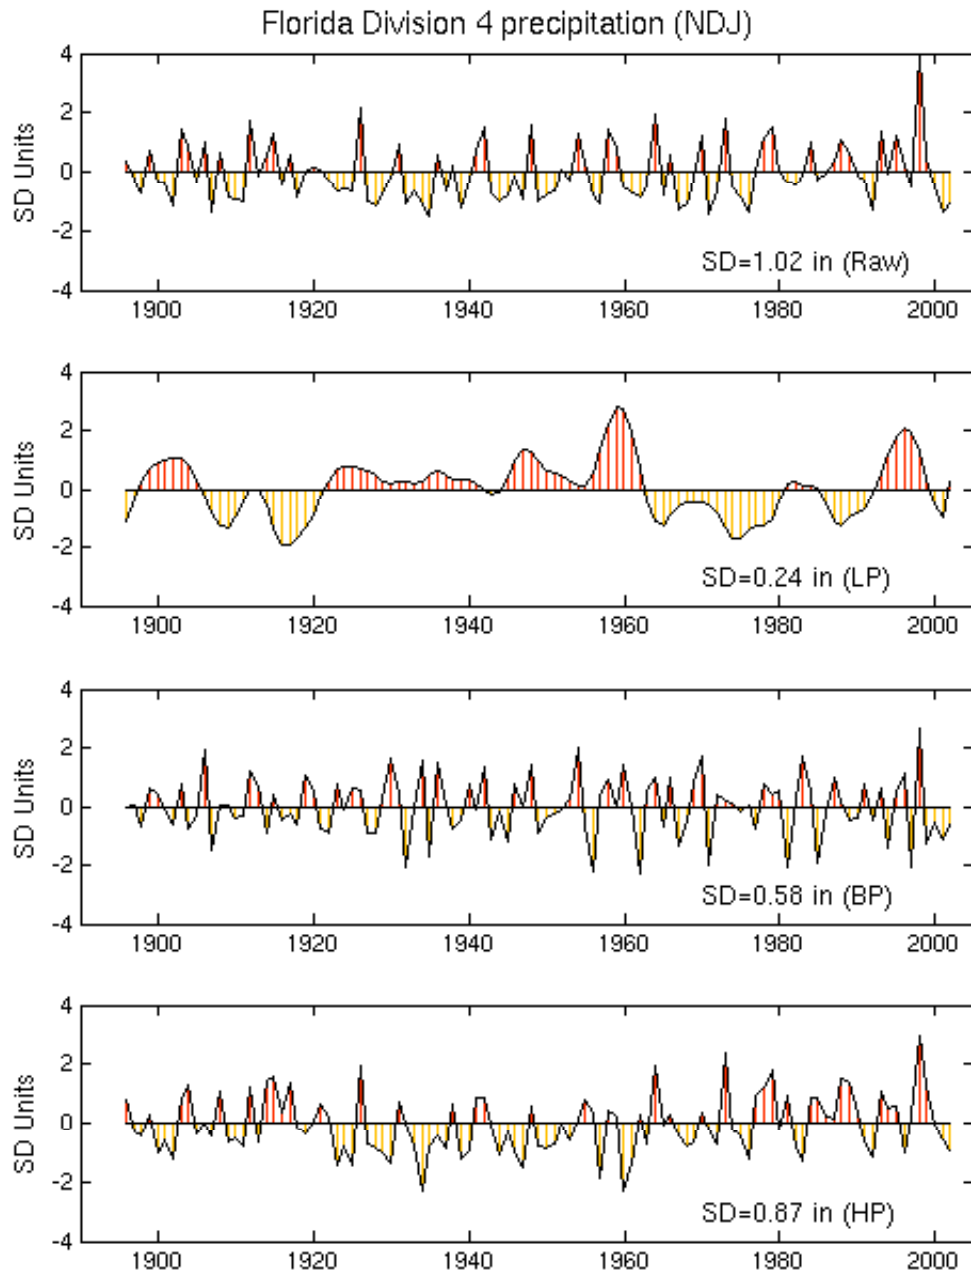 Florida Division 4 precipitation (NDJ)
4
2
0
-2
-4
SD Units
SD=1.02 in (Raw)
1900 1920 1940 1960 1980 2000
4
2
0
-2
-4
SD Units
SD=0.24 in (LP)
1900 1920 1940 1960 1980 2000
4
2
0
-2
-4
SD Units
SD=0.58 in (BP)
1900 1920 1940 1960 1980 2000
4
2
0
-2
-4
SD Units
SD=0.87 in (HP)
1900 1920 1940 1960 1980 2000